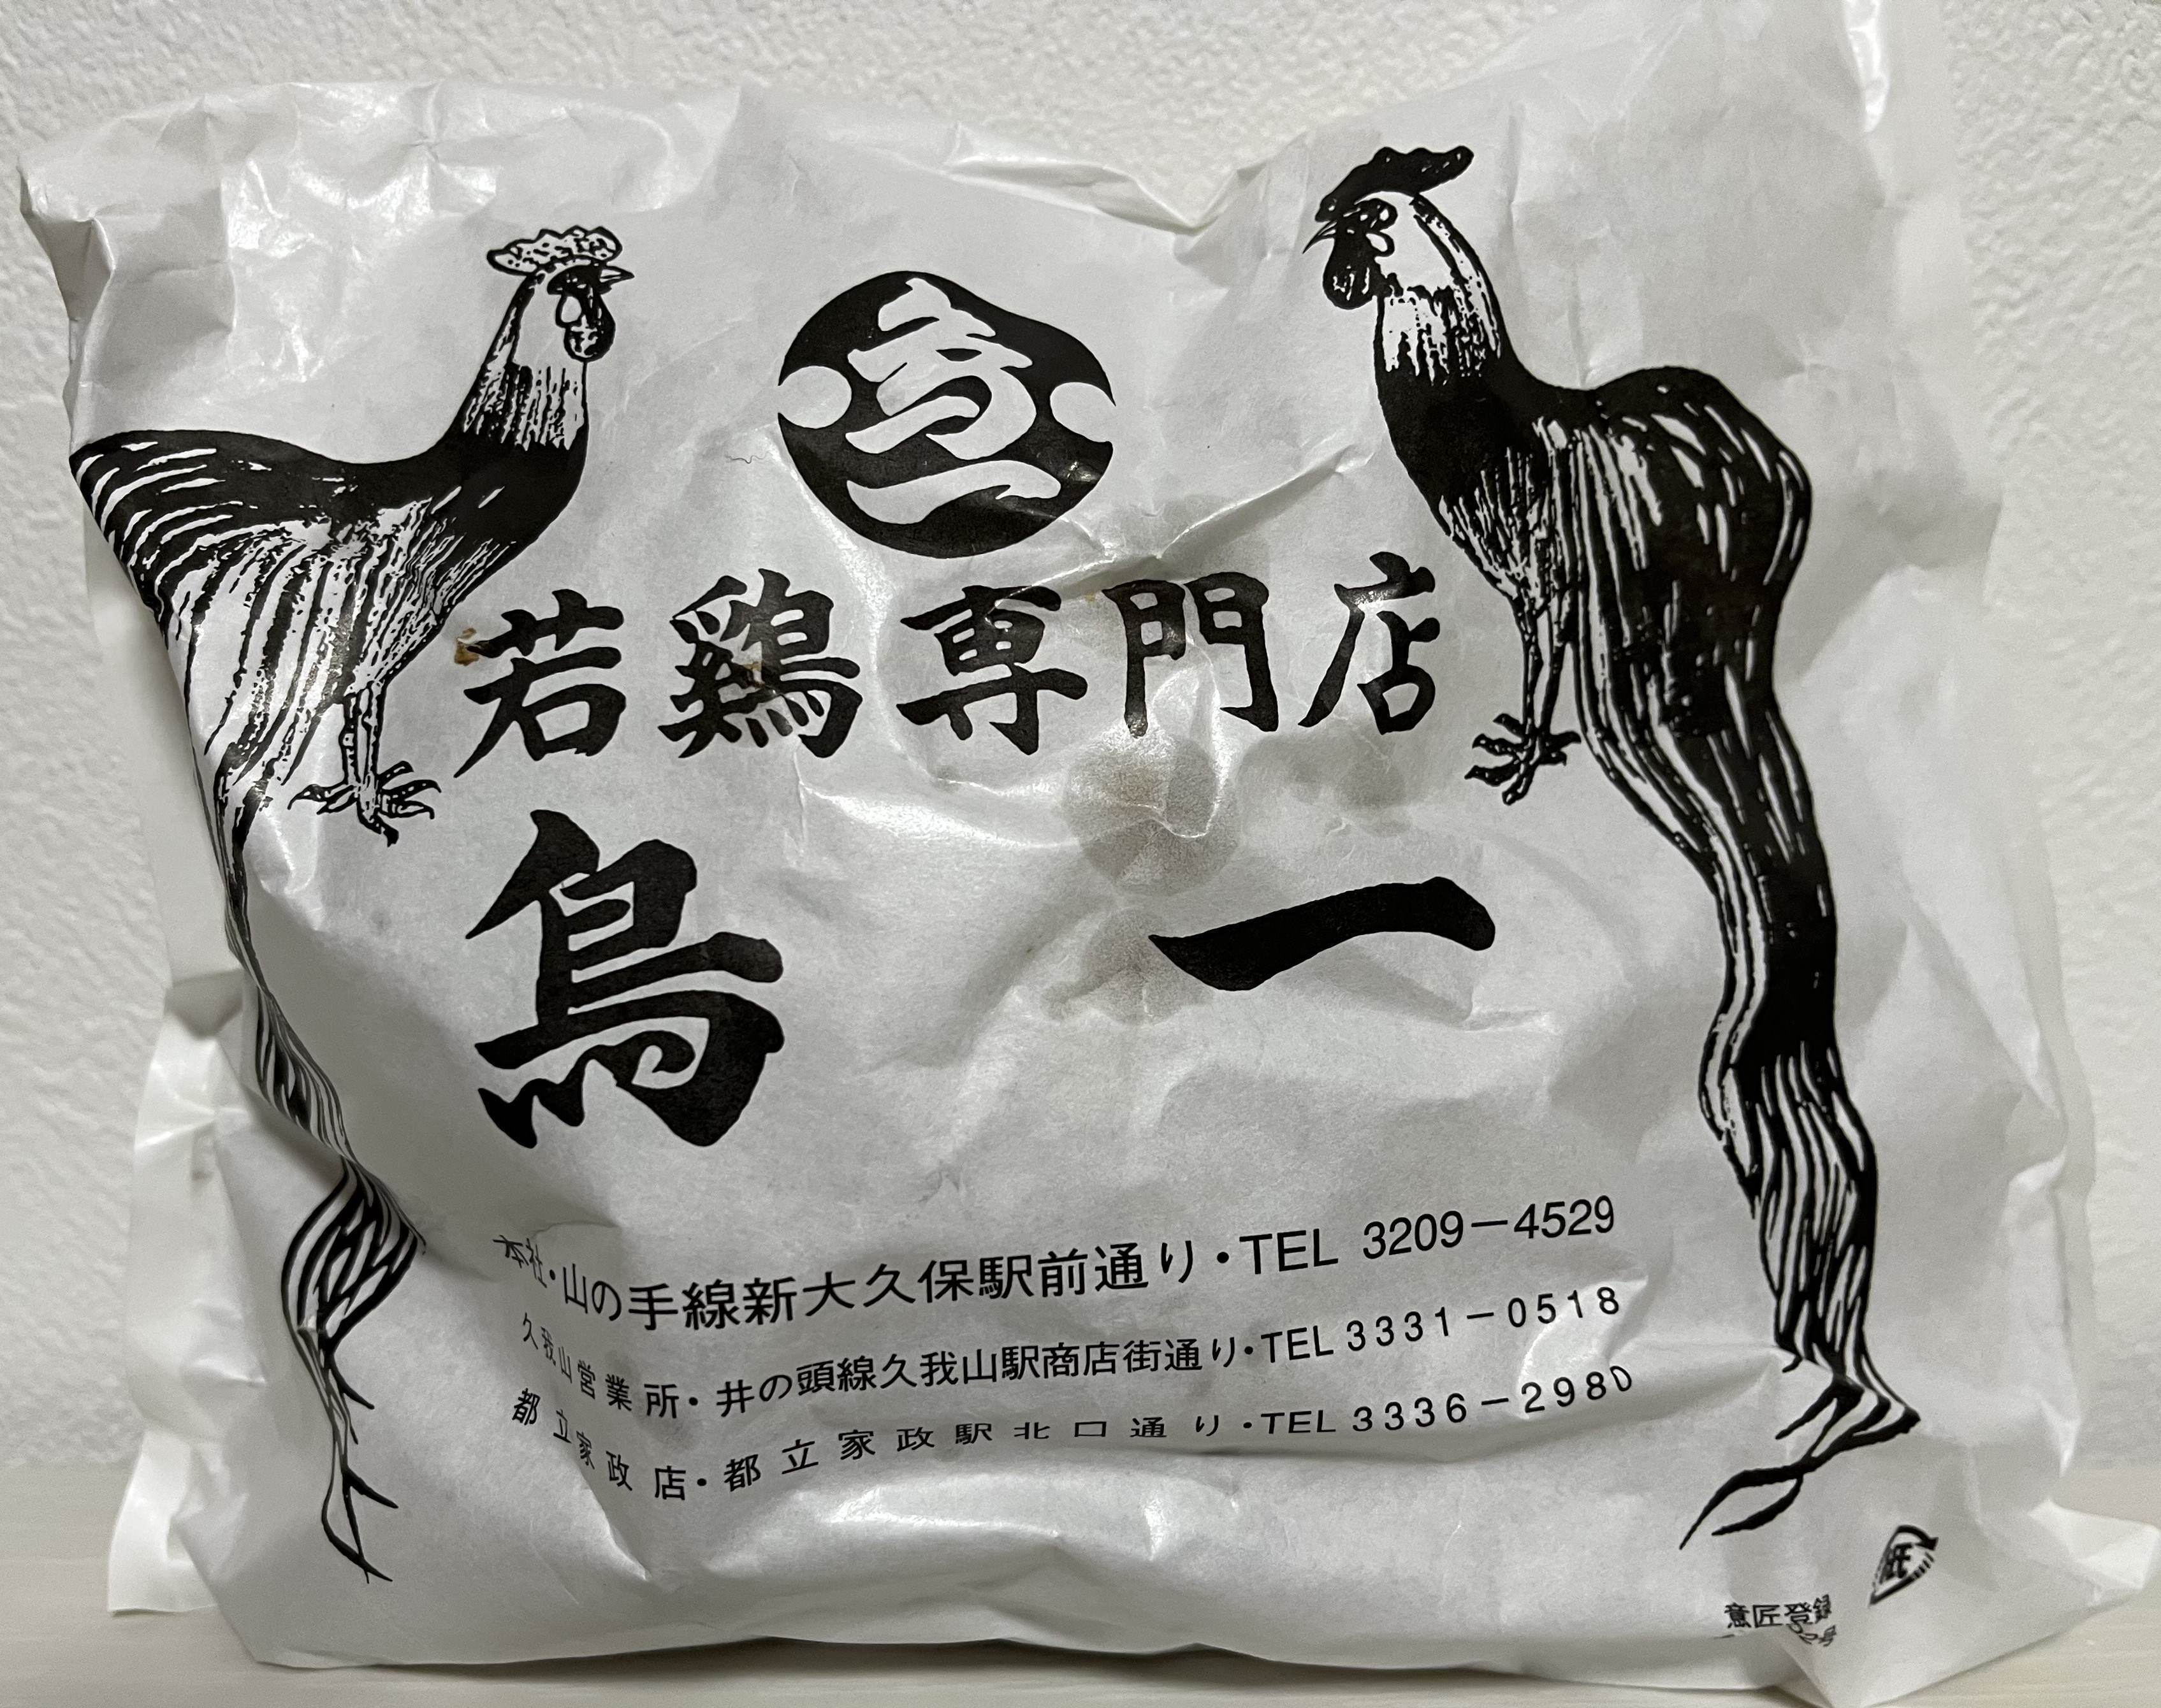 若鶏専門店
鳥一
本社・山の手線新大久保駅前通り・TEL 3209－4529
久我山営業所・井の頭線久我山駅商店街通り・TEL 3331－0518
都立家政店・都立家政駅北口通り・TEL 3336－2980
紙
意匠登録